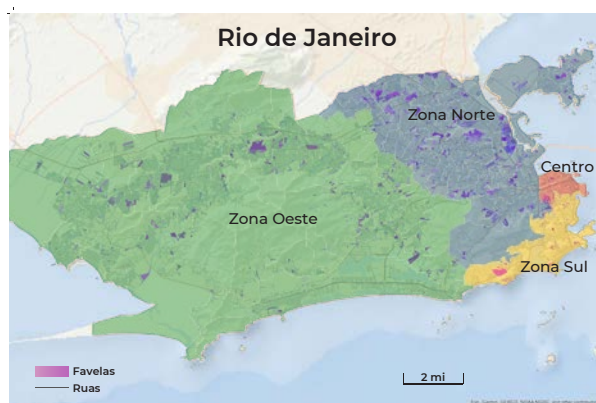 Rio de Janeiro
Zona Norte
Centro
Zona Oeste
Zona Sul
Favelas
Ruas
2 mi